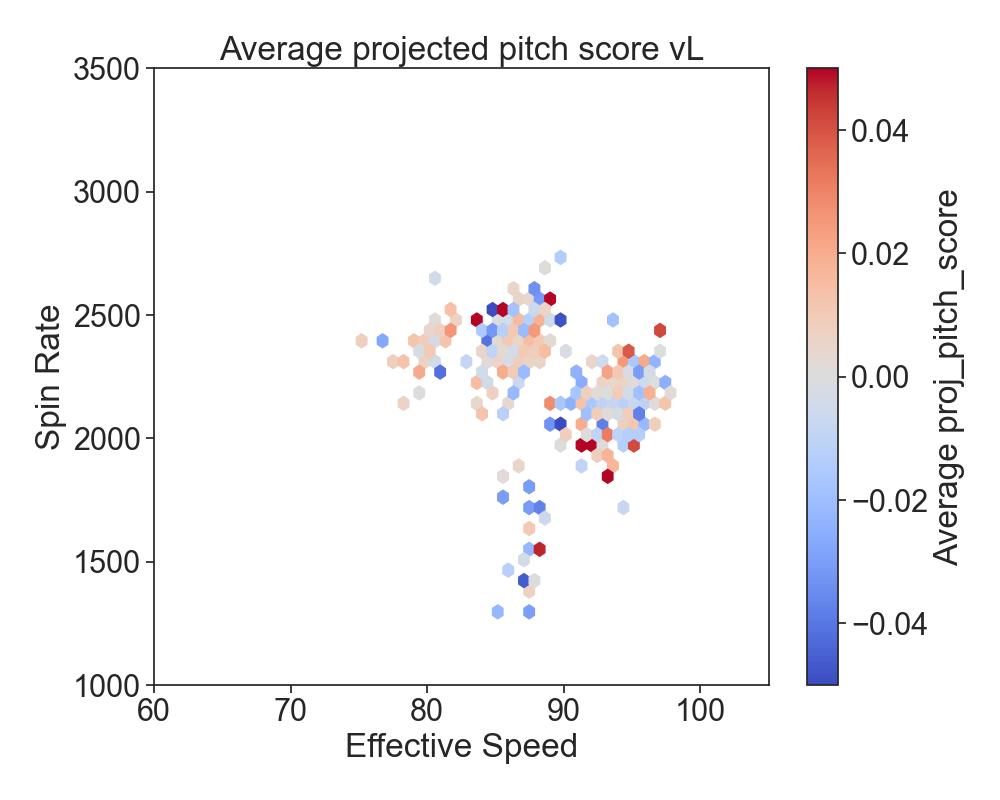 Average projected pitch score vL
3500
3000
2500
2000
1500
1000
Spin Rate
60 70 80 90 100
Effective Speed
0.04
0.02
0.00
−0.02
−0.04
Average proj_pitch_score